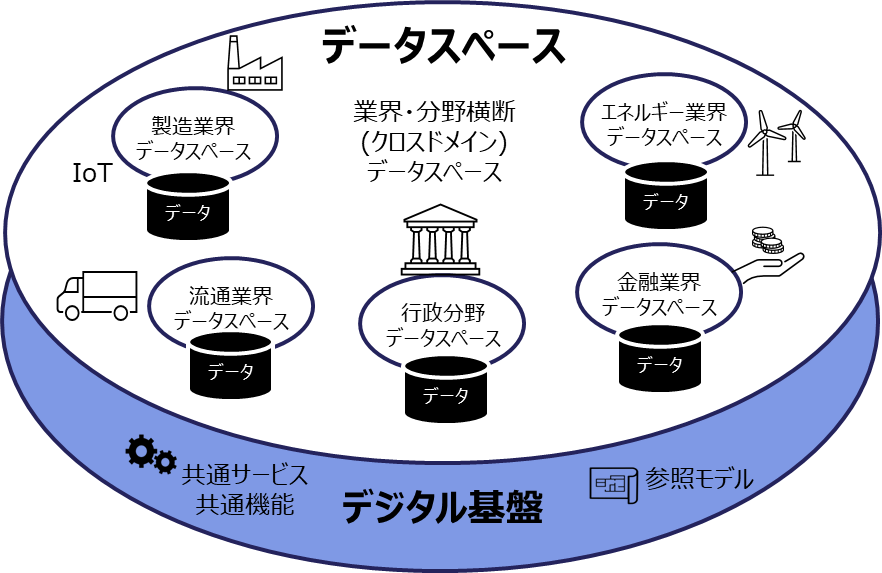 データスペース
業界・分野横断
(クロスドメイン)
データスペース
製造業界
データスペース
IoT
データ
エネルギー業界
データスペース
データ
流通業界
データスペース
データ
行政分野
データスペース
データ
金融業界
データスペース
データ
共通サービス
共通機能
デジタル基盤
参照モデル